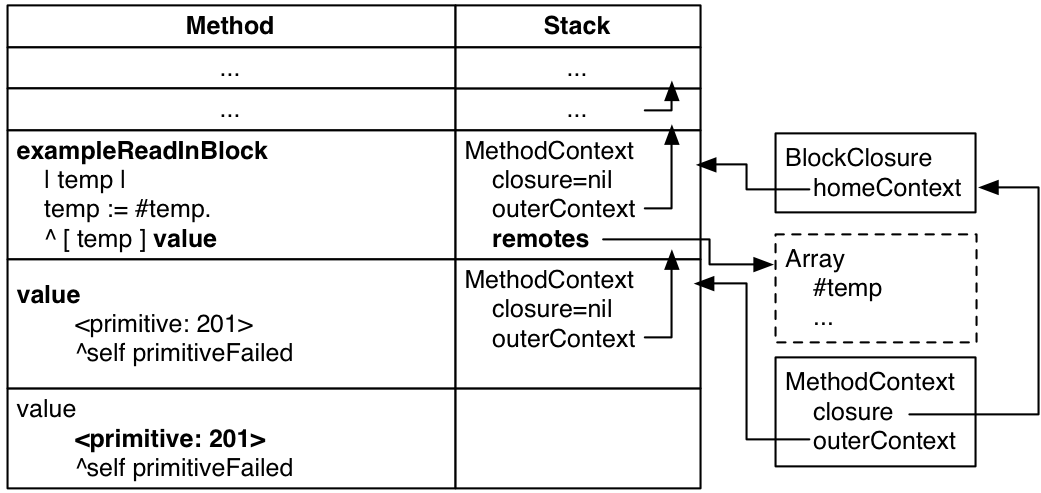 Method
Stack
...
...
...
...
exampleReadInBlock
| temp |
temp := #temp.
^ [ temp ] value
MethodContext
closure=nil
outerContext
remotes
value
<primitive: 201>
^self primitiveFailed
MethodContext
closure=nil
outerContext
value
<primitive: 201>
^self primitiveFailed
BlockClosure
homeContext
Array
#temp
...
MethodContext
closure
outerContext